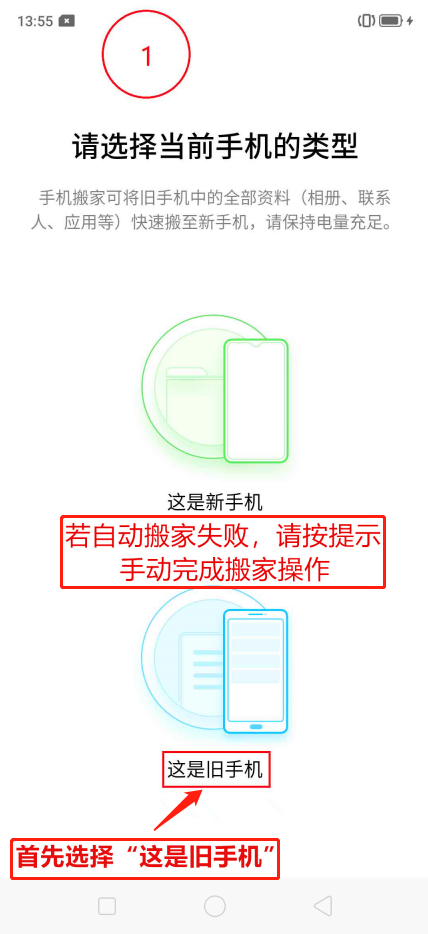 13:55
1
请选择当前手机的类型
手机搬家可将旧手机中的全部资料（相册、联系
人、应用等）快速搬至新手机，请保持电量充足。
这是新手机
若自动搬家失败，请按提示
手动完成搬家操作
这是旧手机
首先选择“这是旧手机”